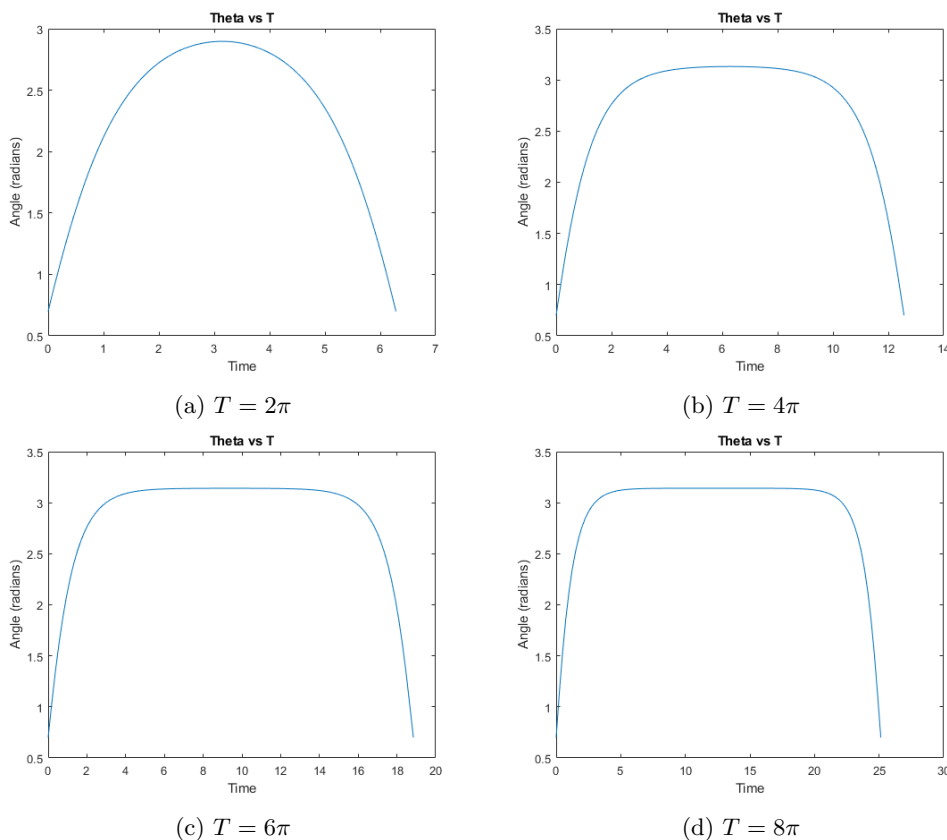 Theta vs T
3
2.5
2
1.5
1
0.5
Angle (radians)
0 1 2 3 4 5 6 7
Time
(a) T = 2π
Theta vs T
3.5
3
2.5
2
1.5
1
0.5
Angle (radians)
0 2 4 6 8 10 12 14
Time
(b) T = 4π
Theta vs T
3.5
3
2.5
2
1.5
1
0.5
Angle (radians)
0 2 4 6 8 10 12 14 16 18 20
Time
(c) T = 6π
Theta vs T
3.5
3
2.5
2
1.5
1
0.5
Angle (radians)
0 5 10 15 20 25 30
Time
(d) T = 8π